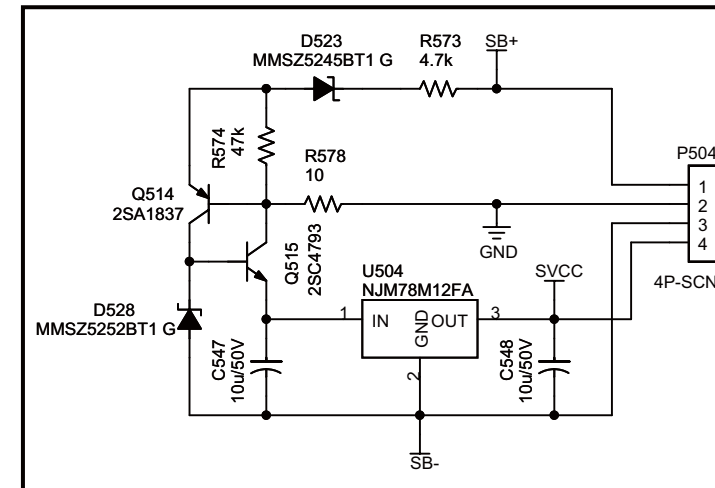 D523
MMSZ5245BT1 G
R573
4.7k
SB+
R574
47k
R578
10
P504
1
2
3
4
4P-SCN
Q514
2SA1837
GND
Q515
2SC4793
U504
NJM78M12FA
SVCC
D528
MMSZ5252BT1 G
1
IN
GND
OUT
3
2
C547
10u/50V
C548
10u/50V
SB-